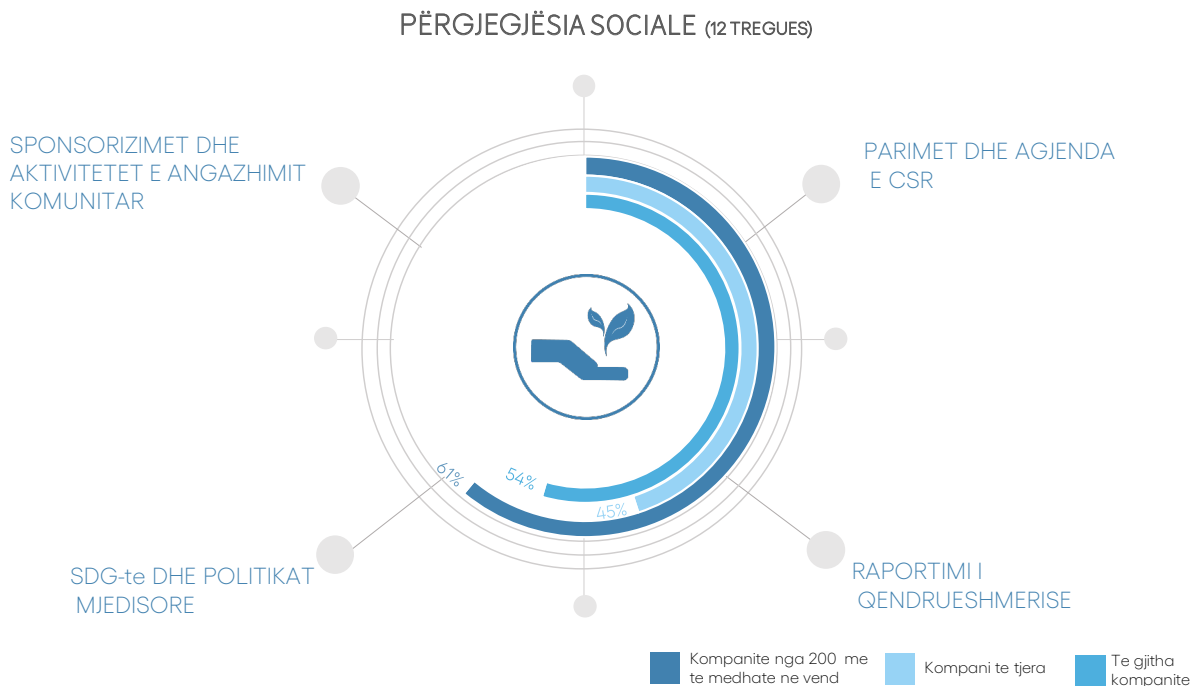 PËRGJEGJËSIA SOCIALE (12 TREGUES)
SPONSORIZIMET DHE
AKTIVITETET E ANGAZHIMIT
KOMUNITAR
PARIMET DHE AGJENDA
E CSR
61%
54%
45%
SDG-te DHE POLITIKAT
MJEDISORE
RAPORTIMI I
QENDRUESHMERISE
Kompanite nga 200 me
te medhate ne vend
Kompani te tjera
Te gjitha
kompanite